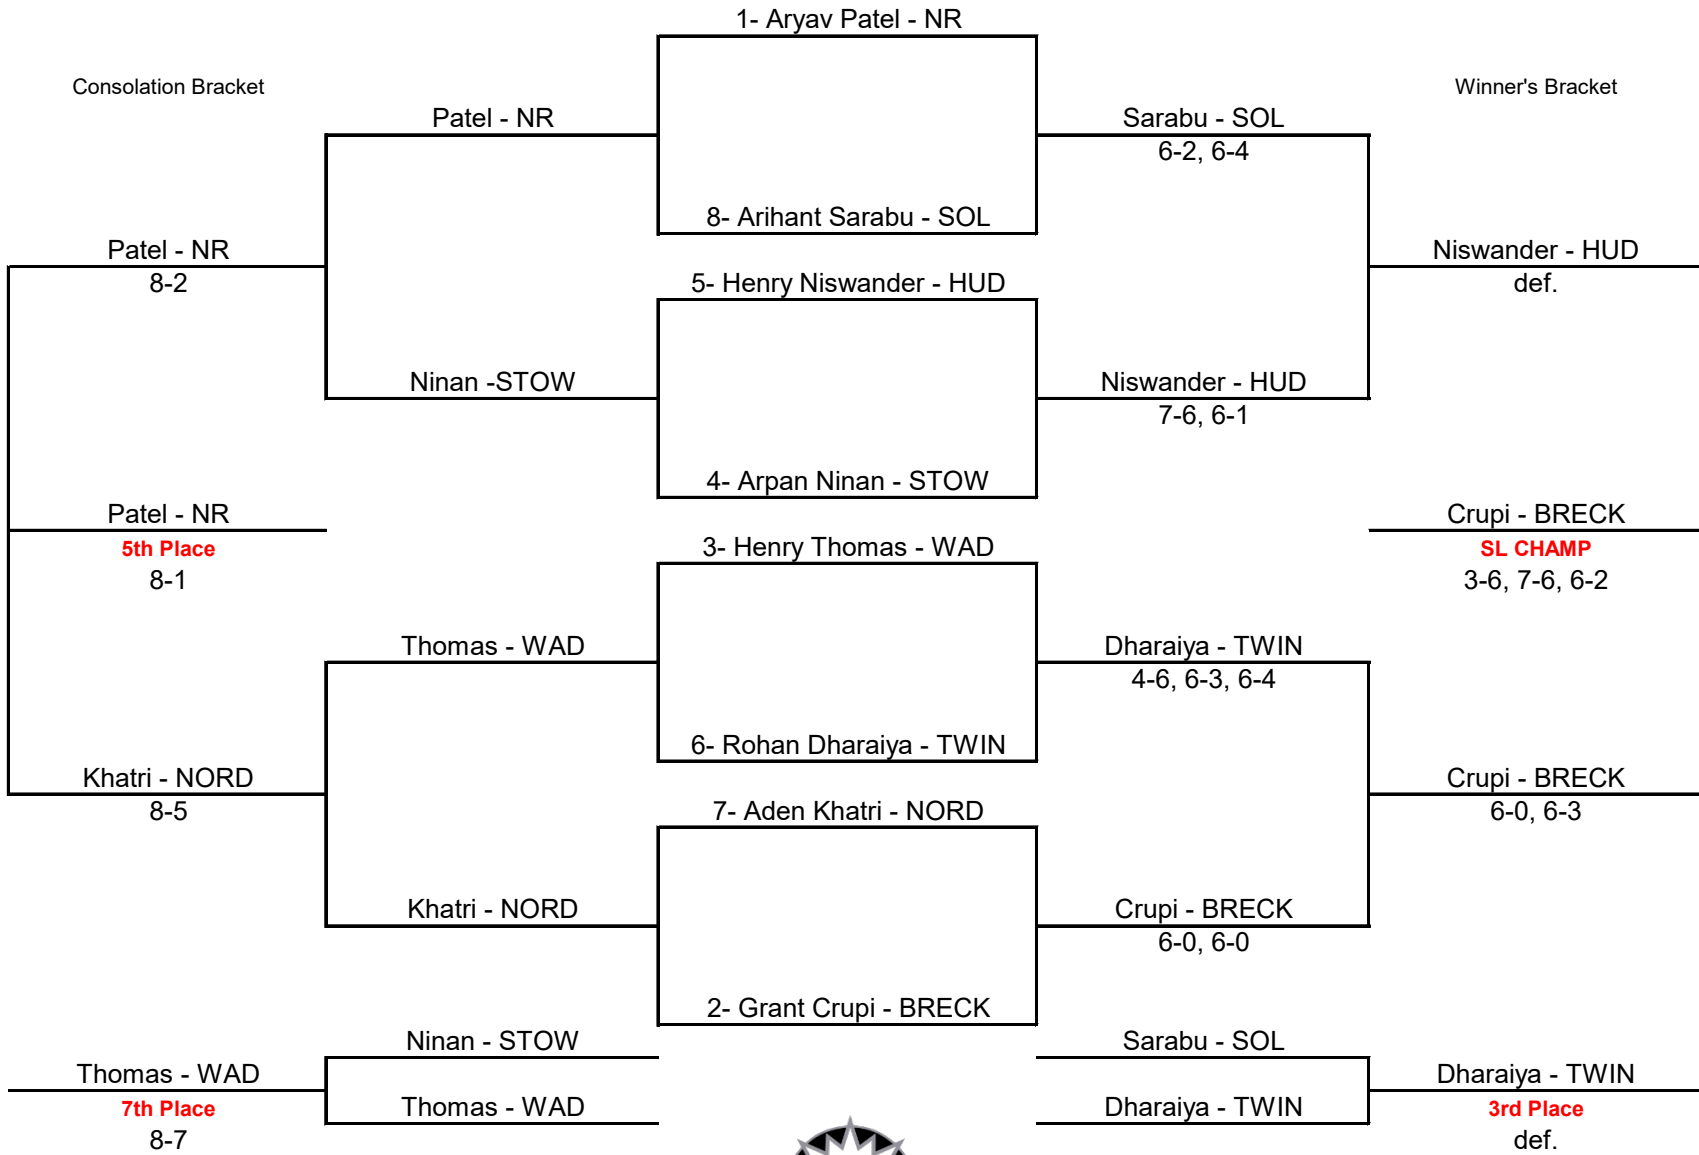 1- Aryav Patel - NR
Consolation Bracket
Winner's Bracket
Patel - NR
Sarabu - SOL
6-2, 6-4
8- Arihant Sarabu - SOL
Patel - NR
8-2
Niswander - HUD
def.
5- Henry Niswander - HUD
Ninan -STOW
Niswander - HUD
7-6, 6-1
4- Arpan Ninan - STOW
Patel - NR
5th Place
8-1
Crupi - BRECK
SL CHAMP
3-6, 7-6, 6-2
3- Henry Thomas - WAD
Thomas - WAD
Dharaiya - TWIN
4-6, 6-3, 6-4
6- Rohan Dharaiya - TWIN
Khatri - NORD
8-5
Crupi - BRECK
6-0, 6-3
7- Aden Khatri - NORD
Khatri - NORD
Crupi - BRECK
6-0, 6-0
2- Grant Crupi - BRECK
Ninan - STOW
Sarabu - SOL
Thomas - WAD
7th Place
8-7
Dharaiya - TWIN
3rd Place
def.
Thomas - WAD
Dharaiya - TWIN